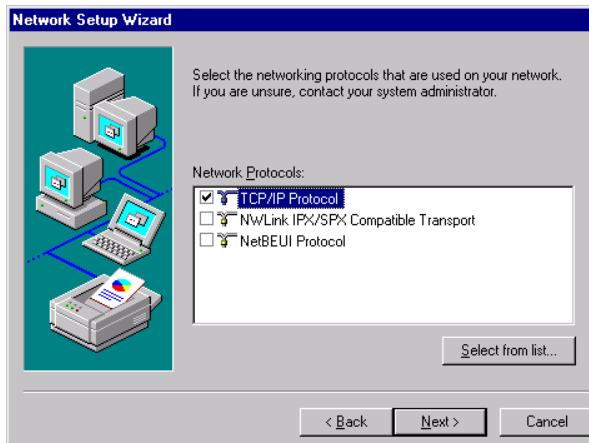 Network Setup Wizard
Select the networking protocols that are used on your network.
If you are unsure, contact your system administrator.
Network Protocols:
TCP/IP Protocol
NWLink IPX/SPX Compatible Transport
NetBEUI Protocol
Select from list...
< Back
Next >
Cancel